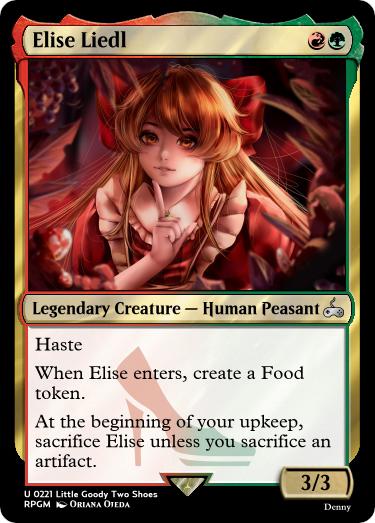 Elise Liedl
Legendary Creature — Human Peasant
Haste
When Elise enters, create a Food
token.
At the beginning of your upkeep,
sacrifice Elise unless you sacrifice an
artifact.
3/3
U 0221 Little Goody Two Shoes
RPGM Oriana Ojeda
Denny